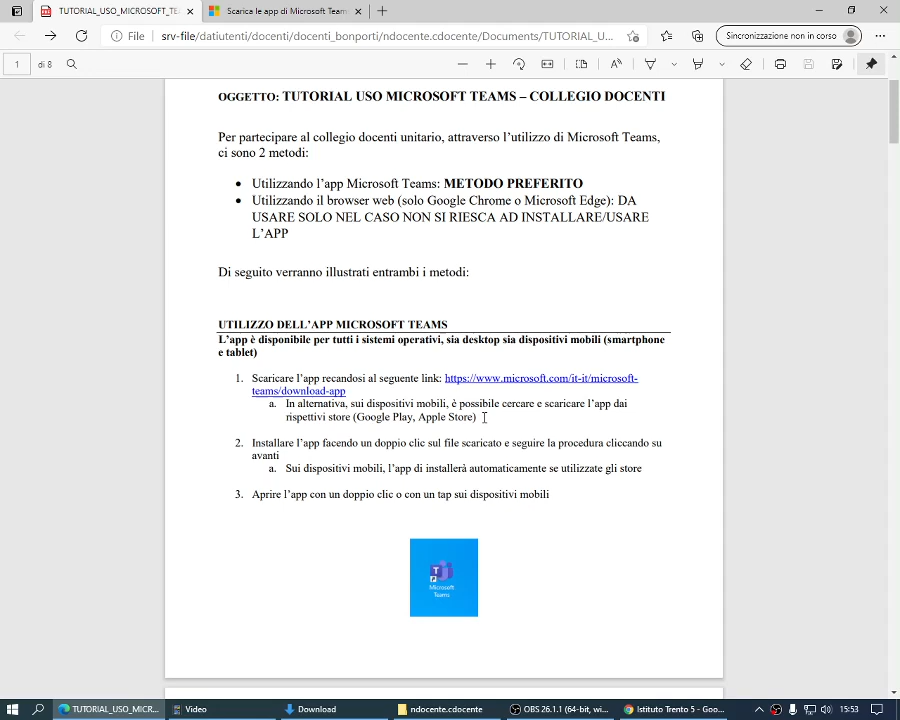 TUTORIAL_USO_MICROSOFT_TE
Scarica le app di Microsoft Team
File
srv-file/datiutenti/docenti/docenti_bonporti/ndocente.cdocente/Documents/TUTORIAL_U...
Sincronizzazione non in corso
1
di 8
OGGETTO: TUTORIAL USO MICROSOFT TEAMS – COLLEGIO DOCENTI
Per partecipare al collegio docenti unitario, attraverso l'utilizzo di Microsoft Teams,
ci sono 2 metodi:
• Utilizzando l'app Microsoft Teams: METODO PREFERITO
• Utilizzando il browser web (solo Google Chrome o Microsoft Edge): DA
USARE SOLO NEL CASO NON SI RIESCA AD INSTALLARE/USARE
L'APP
Di seguito verranno illustrati entrambi i metodi:
UTILIZZO DELL'APP MICROSOFT TEAMS
L'app è disponibile per tutti i sistemi operativi, sia desktop sia dispositivi mobili (smartphone
e tablet)
1. Scaricare l'app recandosi al seguente link: https://www.microsoft.com/it-it/microsoft-
teams/download-app
a. In alternativa, sui dispositivi mobili, è possibile cercare e scaricare l'app dai
rispettivi store (Google Play, Apple Store)
2. Installare l'app facendo un doppio clic sul file scaricato e seguire la procedura cliccando su
avanti
a. Sui dispositivi mobili, l'app di installerà automaticamente se utilizzate gli store
3. Aprire l'app con un doppio clic o con un tap sui dispositivi mobili
Microsoft
Teams
TUTORIAL_USO_MICR...
Video
Download
ndocente.cdocente
OBS 26.1.1 (64-bit, wi...
Istituto Trento 5 - Goo...
15:53